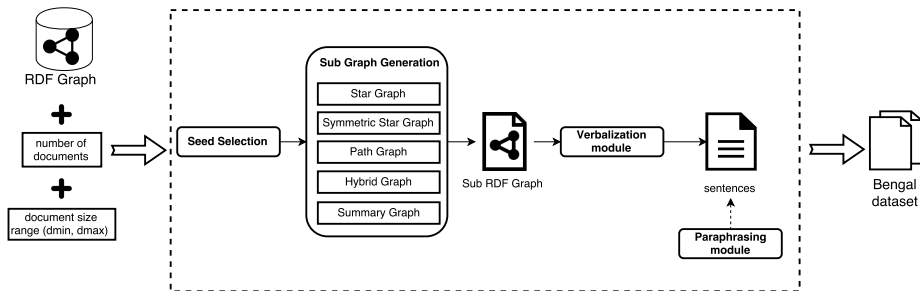 RDF Graph
number of
documents
document size
range (dmin, dmax)
Seed Selection
Sub Graph Generation
Star Graph
Symmetric Star Graph
Path Graph
Hybrid Graph
Summary Graph
Sub RDF Graph
Verbalization
module
sentences
Paraphrasing
module
Bengal
dataset